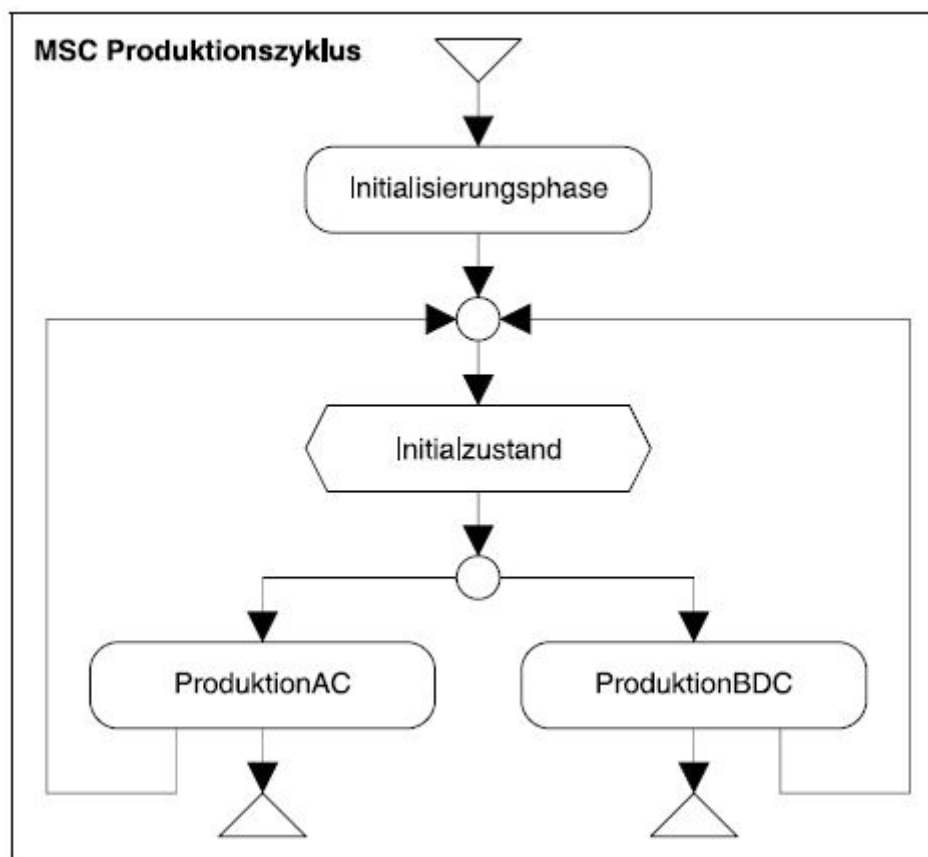 MSC Produktionszyklus
Initialisierungsphase
Initialzustand
ProduktionAC
ProduktionBDC